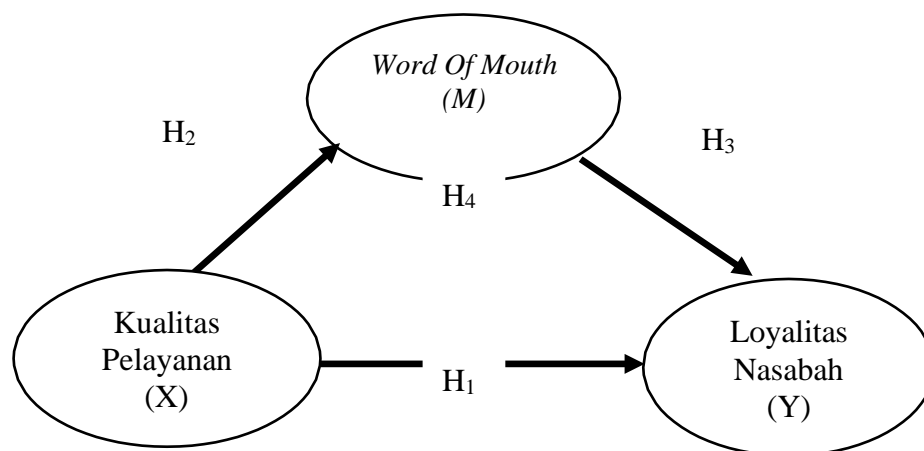 Word Of Mouth
(M)
H2
H3
H4
Kualitas
Pelayanan
(X)
H1
Loyalitas
Nasabah
(Y)